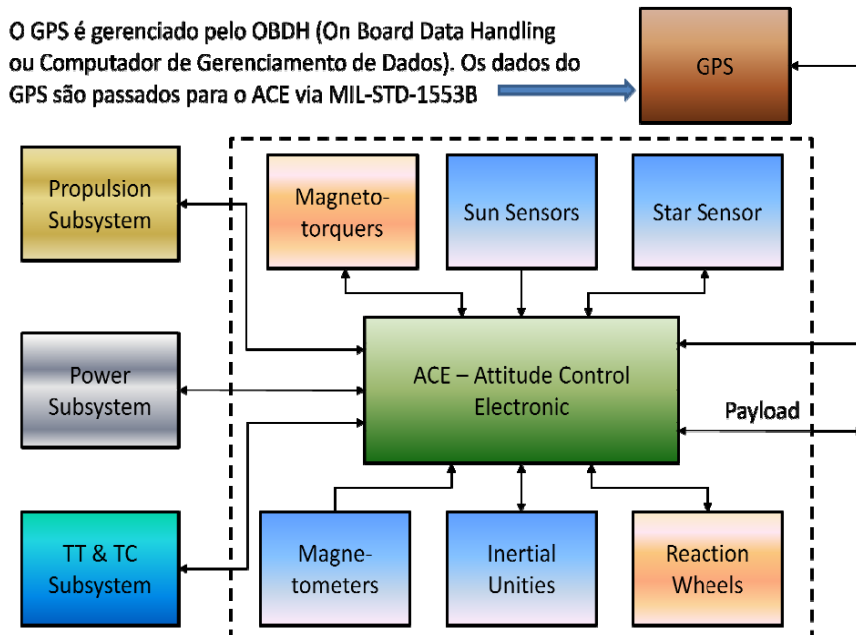 O GPS é gerenciado pelo OBDH (On Board Data Handling
ou Computador de Gerenciamento de Dados). Os dados do
GPS são passados para o ACE via MIL-STD-1553B
GPS
Propulsion
Subsystem
Magneto-
torquers
Sun Sensors
Star Sensor
Power
Subsystem
ACE – Attitude Control
Electronic
Payload
TT & TC
Subsystem
Magne-
tometers
Inertial
Unities
Reaction
Wheels